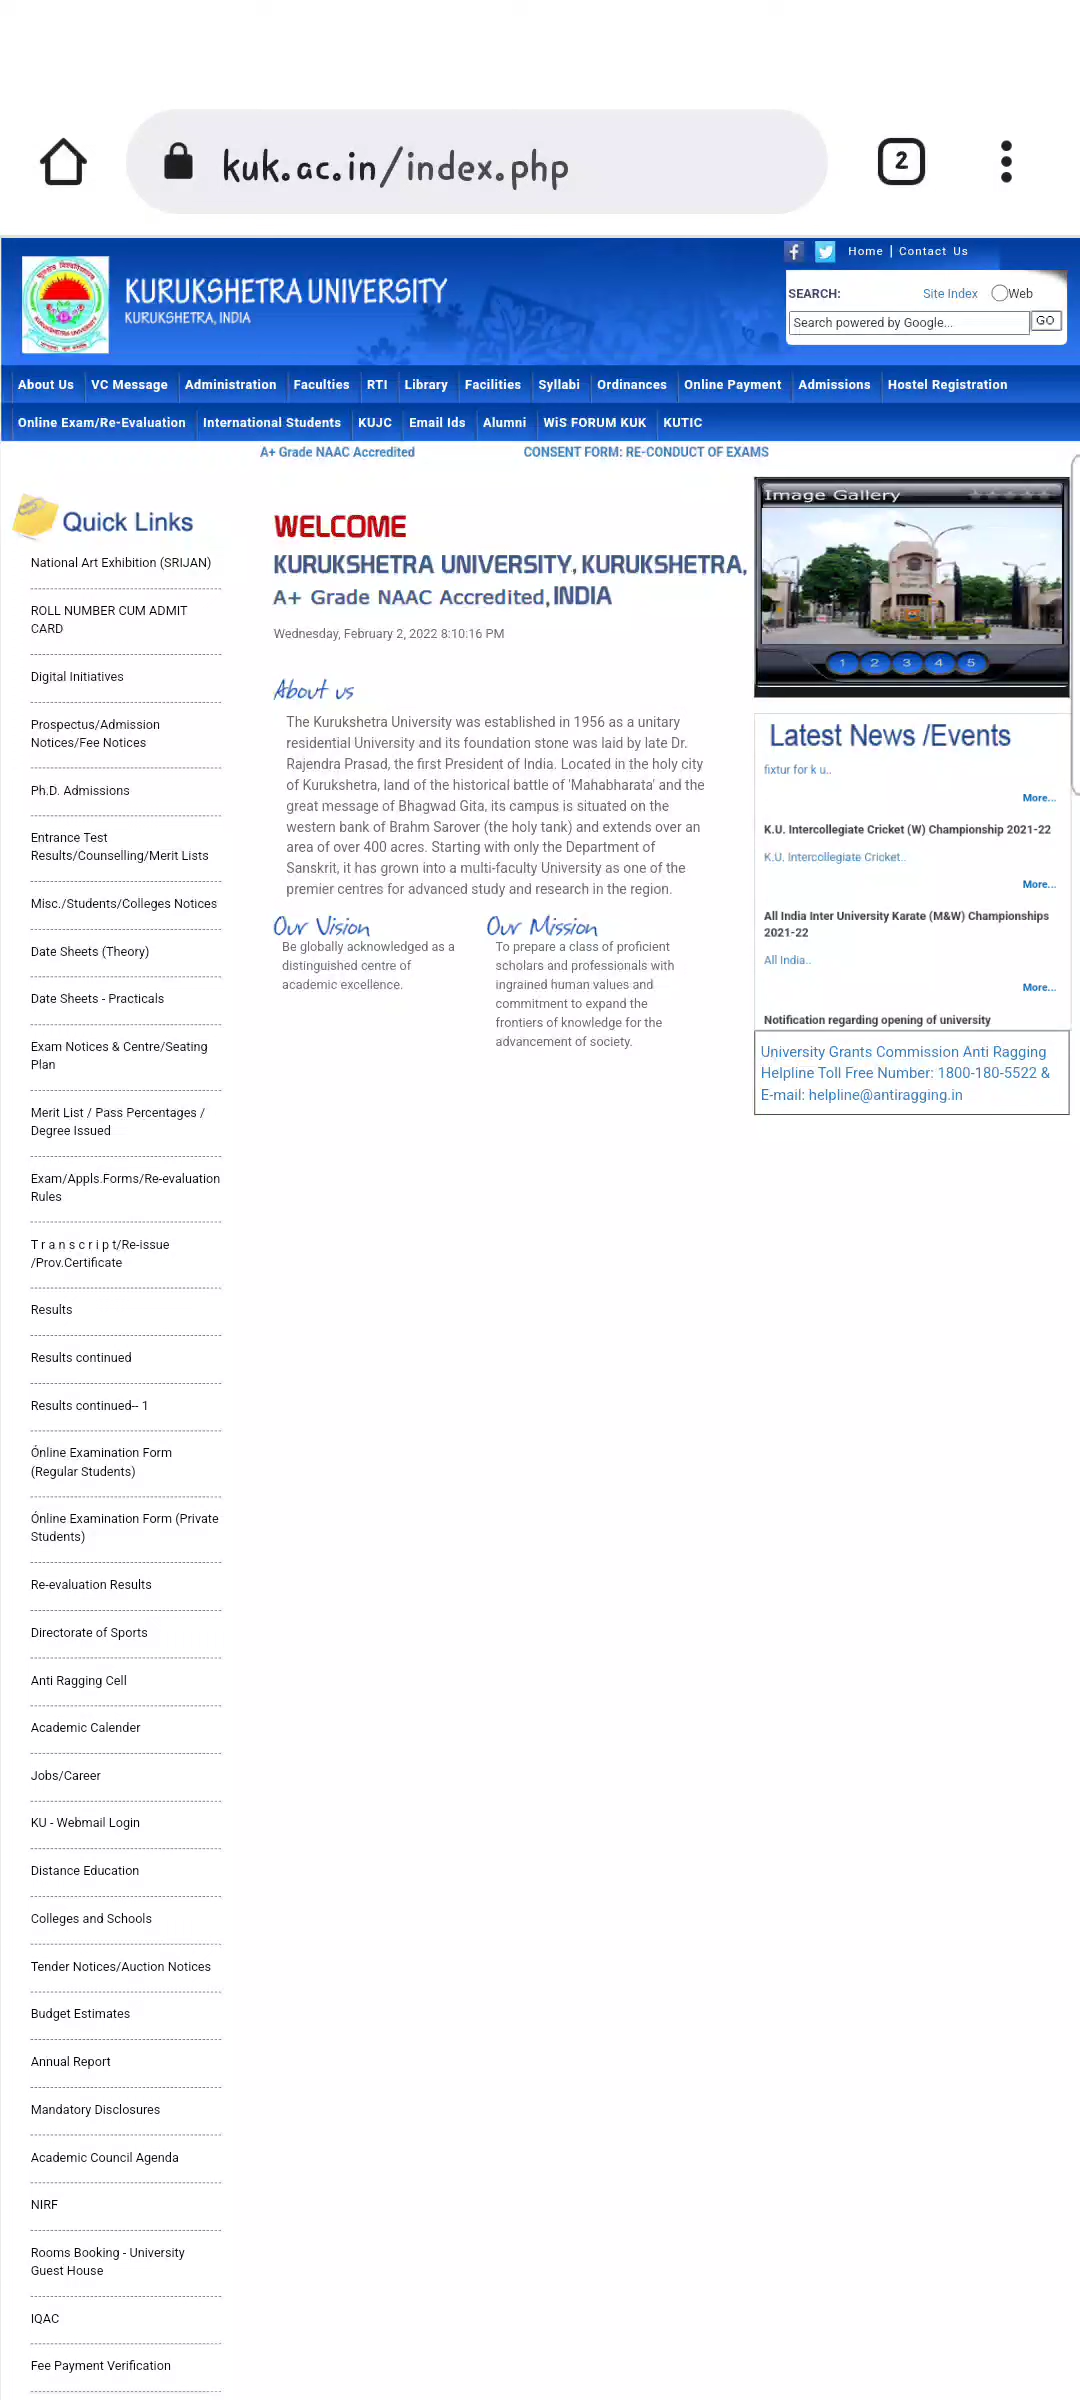 kuk.ac.in/index.php
2
KURUKSHETRA UNIVERSITY
KURUKSHETRA, INDIA
Home | Contact Us
SEARCH: Site Index Web
Search powered by Google...
GO
About Us VC Message Administration Faculties RTI Library Facilities Syllabi Ordinances Online Payment Admissions Hostel Registration
Online Exam/Re-Evaluation International Students KUJC Email Ids Alumni WiS FORUM KUK KUTIC
A+ Grade NAAC Accredited CONSENT FORM: RE-CONDUCT OF EXAMS
Quick Links
National Art Exhibition (SRIJAN)
ROLL NUMBER CUM ADMIT
CARD
Digital Initiatives
Prospectus/Admission
Notices/Fee Notices
Ph.D. Admissions
Entrance Test
Results/Counselling/Merit Lists
Misc./Students/Colleges Notices
Date Sheets (Theory)
Date Sheets - Practicals
Exam Notices & Centre/Seating
Plan
Merit List / Pass Percentages /
Degree Issued
Exam/Appls.Forms/Re-evaluation
Rules
T r a n s c r i p t/Re-issue
/Prov.Certificate
Results
Results continued
Results continued-- 1
Ónline Examination Form
(Regular Students)
Ónline Examination Form (Private
Students)
Re-evaluation Results
Directorate of Sports
Anti Ragging Cell
Academic Calender
Jobs/Career
KU - Webmail Login
Distance Education
Colleges and Schools
Tender Notices/Auction Notices
Budget Estimates
Annual Report
Mandatory Disclosures
Academic Council Agenda
NIRF
Rooms Booking - University
Guest House
IQAC
Fee Payment Verification
WELCOME
KURUKSHETRA UNIVERSITY, KURUKSHETRA,
A+ Grade NAAC Accredited, INDIA
Wednesday, February 2, 2022 8:10:16 PM
About us
The Kurukshetra University was established in 1956 as a unitary
residential University and its foundation stone was laid by late Dr.
Rajendra Prasad, the first President of India. Located in the holy city
of Kurukshetra, land of the historical battle of 'Mahabharata' and the
great message of Bhagwad Gita, its campus is situated on the
western bank of Brahm Sarover (the holy tank) and extends over an
area of over 400 acres. Starting with only the Department of
Sanskrit, it has grown into a multi-faculty University as one of the
premier centres for advanced study and research in the region.
Our Vision
Be globally acknowledged as a
distinguished centre of
academic excellence.
Our Mission
To prepare a class of proficient
scholars and professionals with
ingrained human values and
commitment to expand the
frontiers of knowledge for the
advancement of society.
Image Gallery
1 2 3 4 5
Latest News /Events
fixtur for k u..
More...
K.U. Intercollegiate Cricket (W) Championship 2021-22
K.U. Intercollegiate Cricket..
More...
All India Inter University Karate (M&W) Championships
2021-22
All India..
More...
Notification regarding opening of university
University Grants Commission Anti Ragging
Helpline Toll Free Number: 1800-180-5522 &
E-mail: helpline@antiragging.in